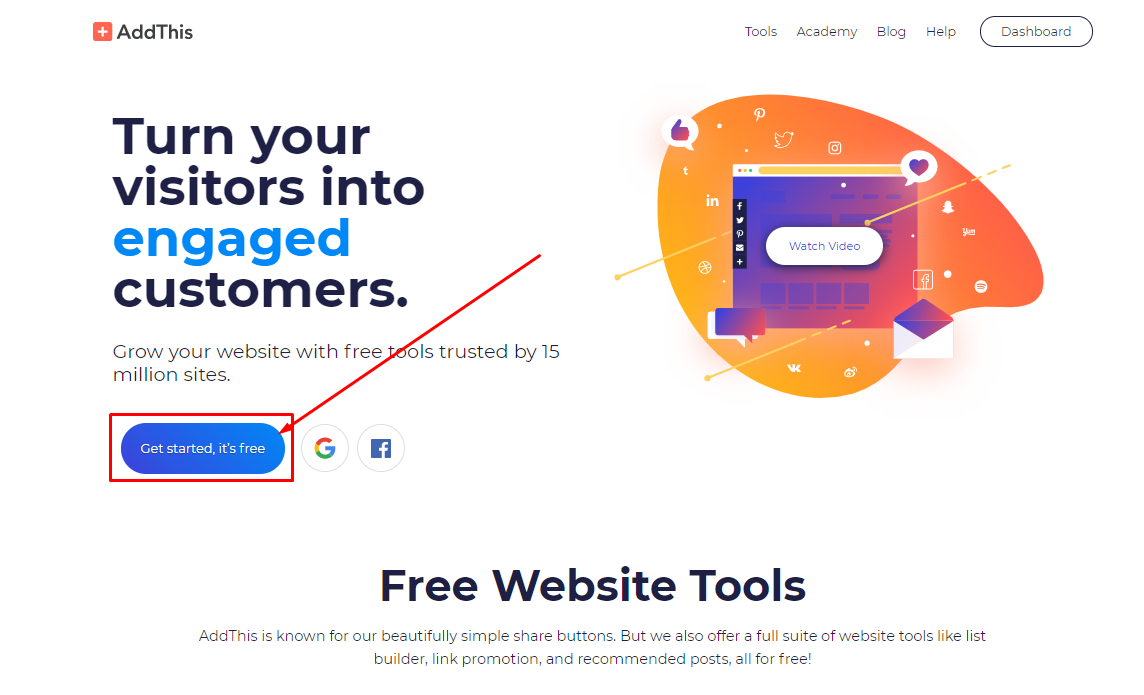 AddThis
Tools Academy Blog Help Dashboard
Turn your
visitors into
engaged
customers.
Watch Video
Grow your website with free tools trusted by 15
million sites.
Get started, it's free
Free Website Tools
AddThis is known for our beautifully simple share buttons. But we also offer a full suite of website tools like list
builder, link promotion, and recommended posts, all for free!